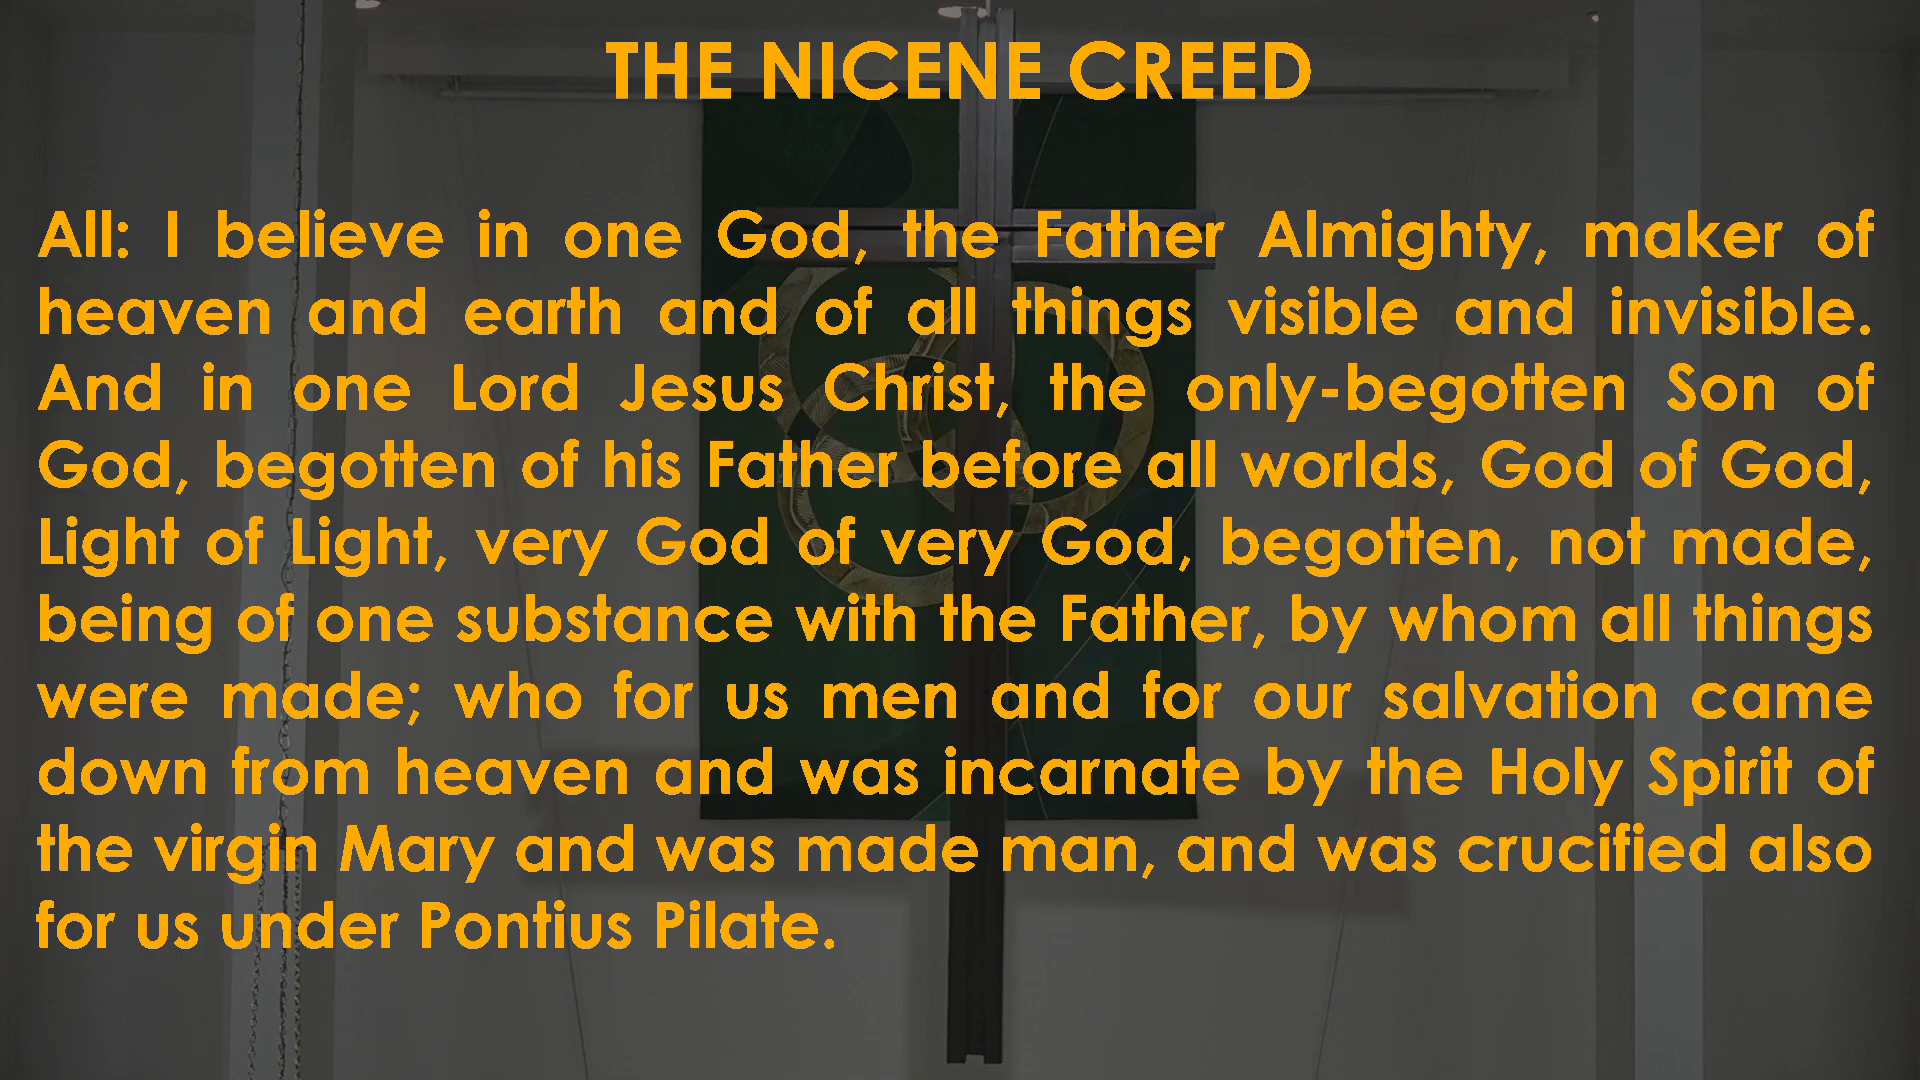 THE NICENE CREED
All: I believe in one God, the Father Almighty, maker of
heaven and earth and of all things visible and invisible.
And in one Lord Jesus Christ, the only-begotten Son of
God, begotten of his Father before all worlds, God of God,
Light of Light, very God of very God, begotten, not made,
being of one substance with the Father, by whom all things
were made; who for us men and for our salvation came
down from heaven and was incarnate by the Holy Spirit of
the virgin Mary and was made man, and was crucified also
for us under Pontius Pilate.